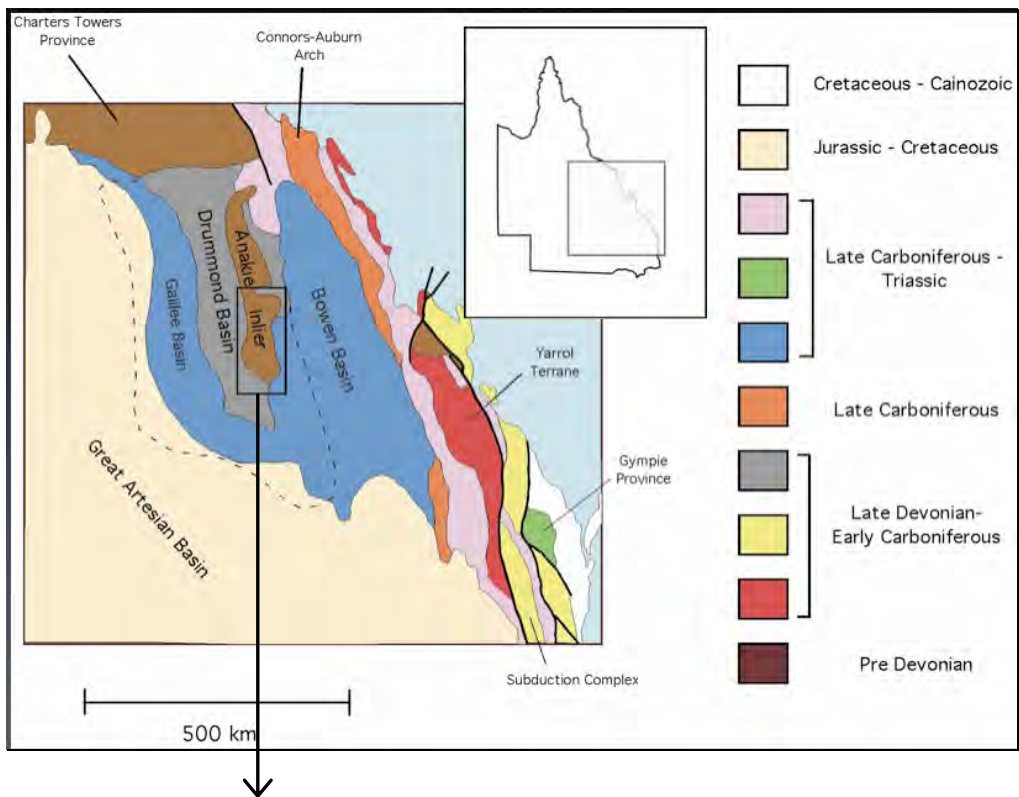 Charters Towers
Province
Connors-Auburn
Arch
Drummond Basin
Anakie
Inlier
Galilee Basin
Bowen Basin
Great Artesian Basin
Yarrol
Terrane
Gympie
Province
Subduction Complex
500 km
Cretaceous - Cainozoic
Jurassic - Cretaceous
Late Carboniferous -
Triassic
Late Carboniferous
Late Devonian-
Early Carboniferous
Pre Devonian